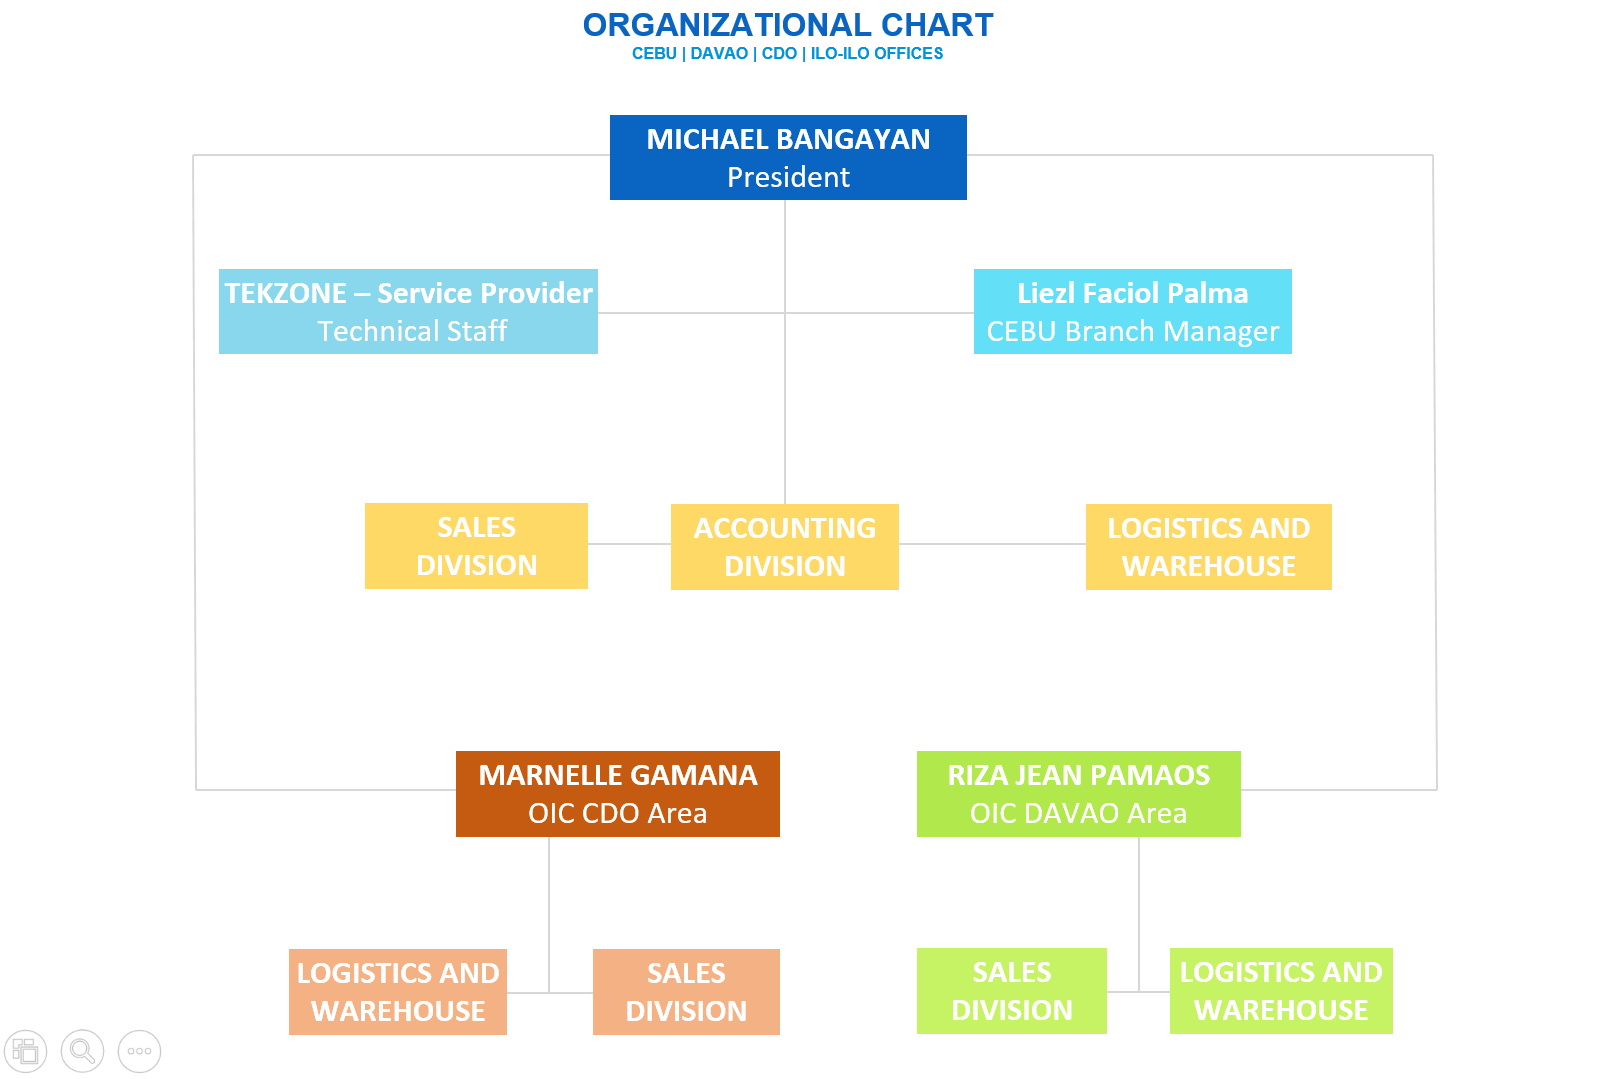 ORGANIZATIONAL CHART
CEBU | DAVAO | CDO | ILO-ILO OFFICES
MICHAEL BANGAYAN
President
TEKZONE – Service Provider
Technical Staff
Liezl Faciol Palma
CEBU Branch Manager
SALES
DIVISION
ACCOUNTING
DIVISION
LOGISTICS AND
WAREHOUSE
MARNELLE GAMANA
OIC CDO Area
RIZA JEAN PAMAOS
OIC DAVAO Area
LOGISTICS AND
WAREHOUSE
SALES
DIVISION
SALES
DIVISION
LOGISTICS AND
WAREHOUSE